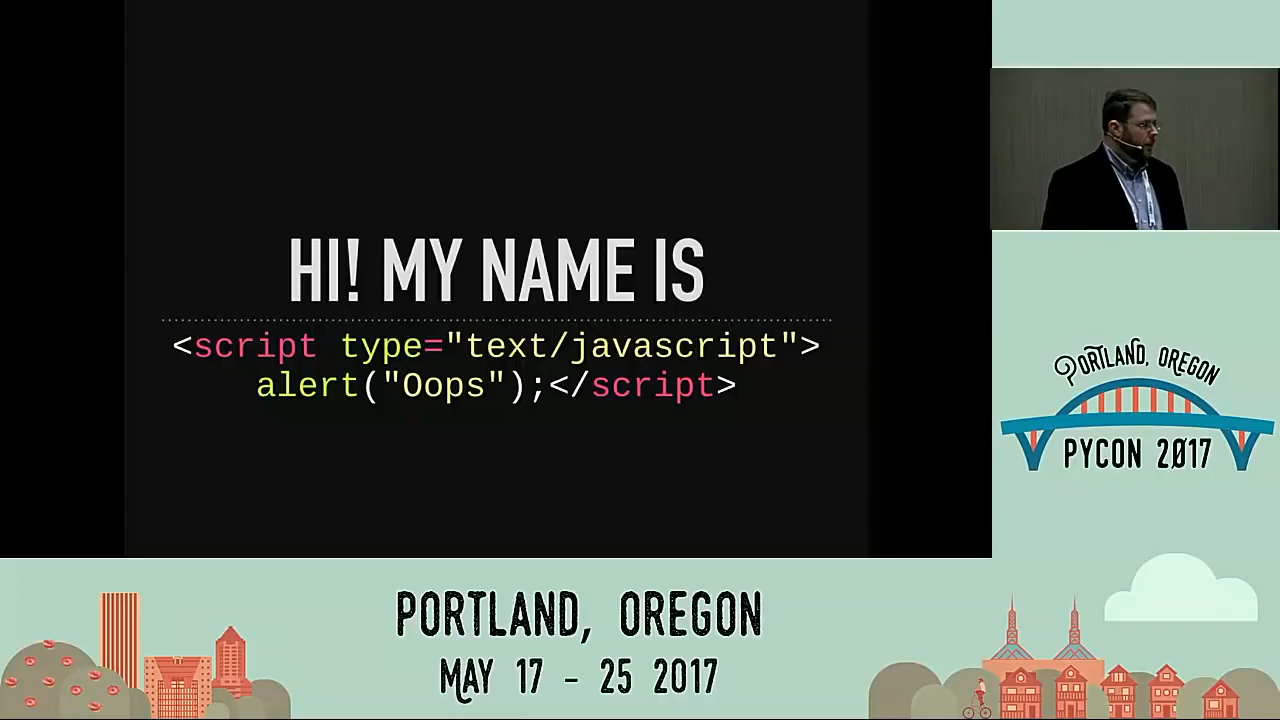 HI! MY NAME IS
<script type="text/javascript">
alert("Oops");</script>
PORTLAND, OREGON
PYCON 2017
PORTLAND, OREGON
MAY 17 - 25 2017